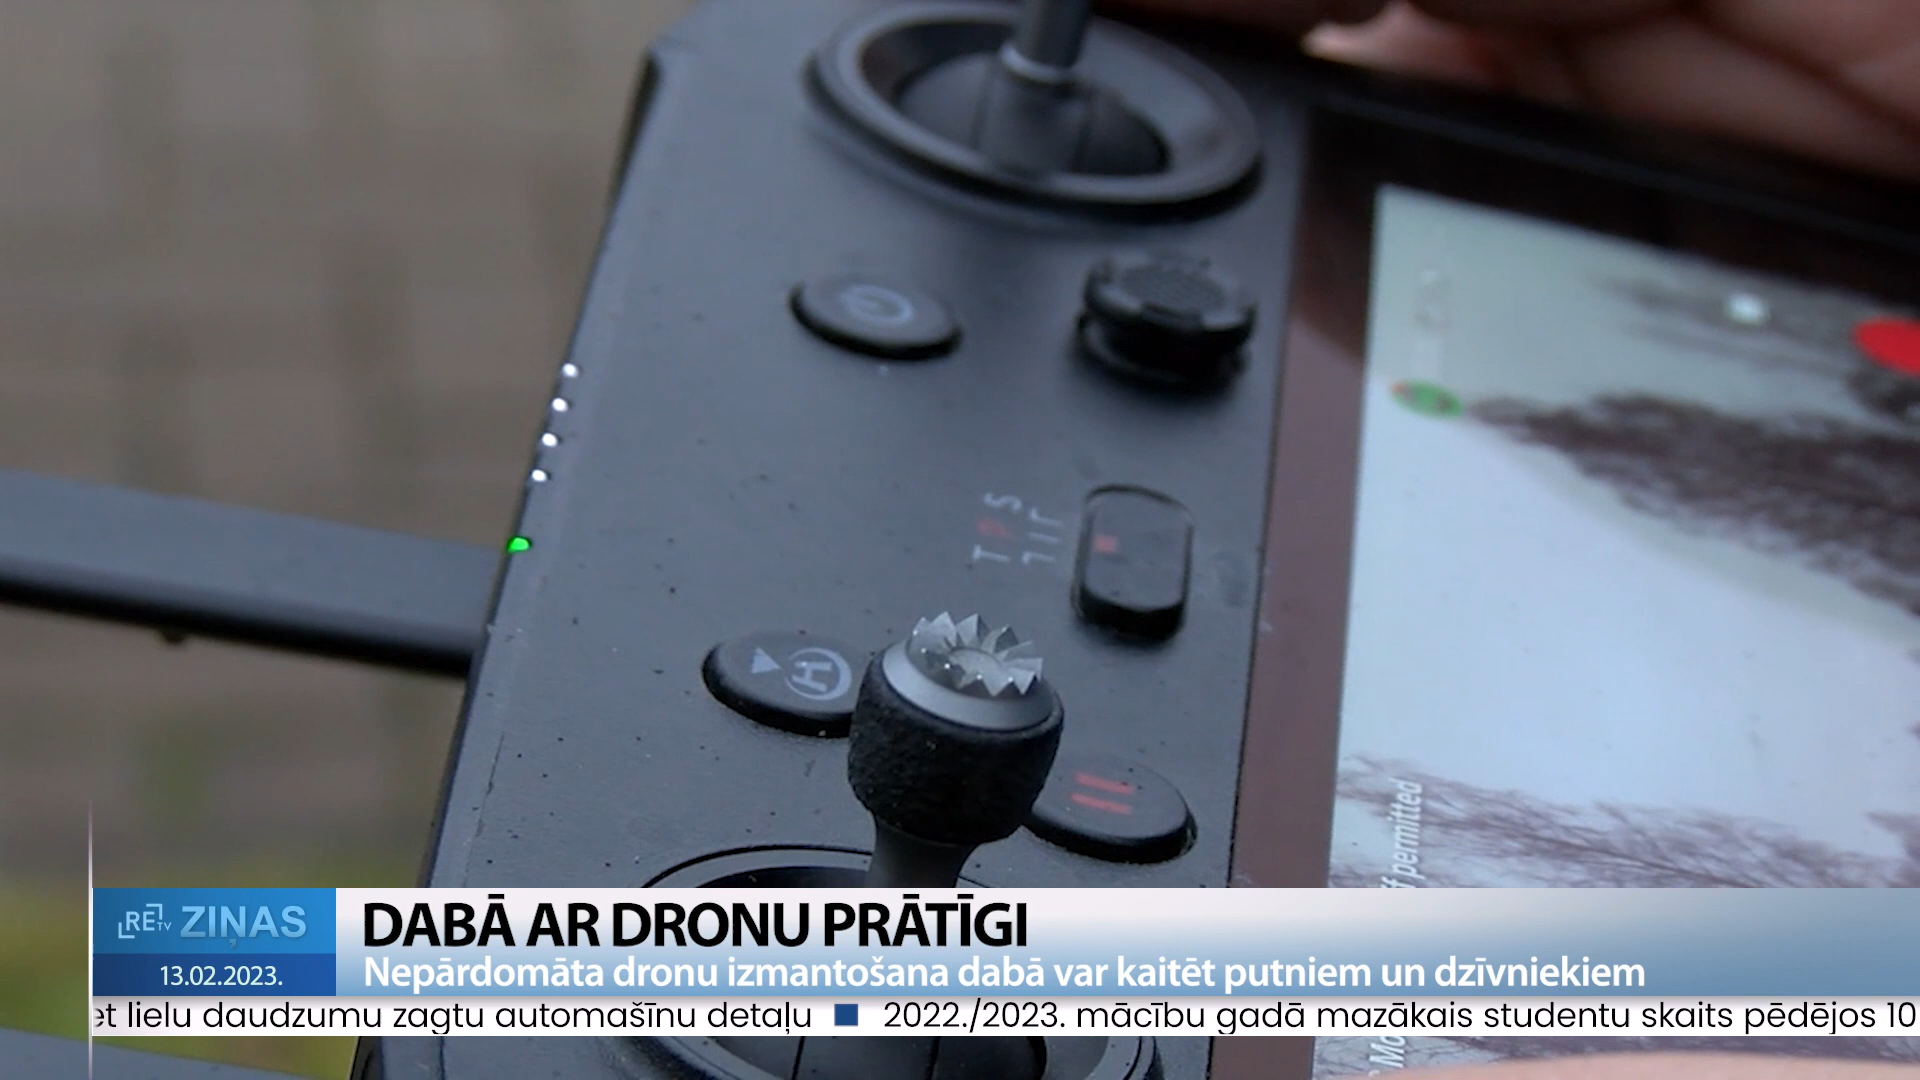 T P S
permitted
RE TV ZIŅAS
DABĀ AR DRONU PRĀTĪGI
13.02.2023.
Nepārdomāta dronu izmantošana dabā var kaitēt putniem un dzīvniekiem
lielu daudzumu zagtu automašīnu detaļu ■ 2022./2023. mācību gadā mazākais studentu skaits pēdējos 10